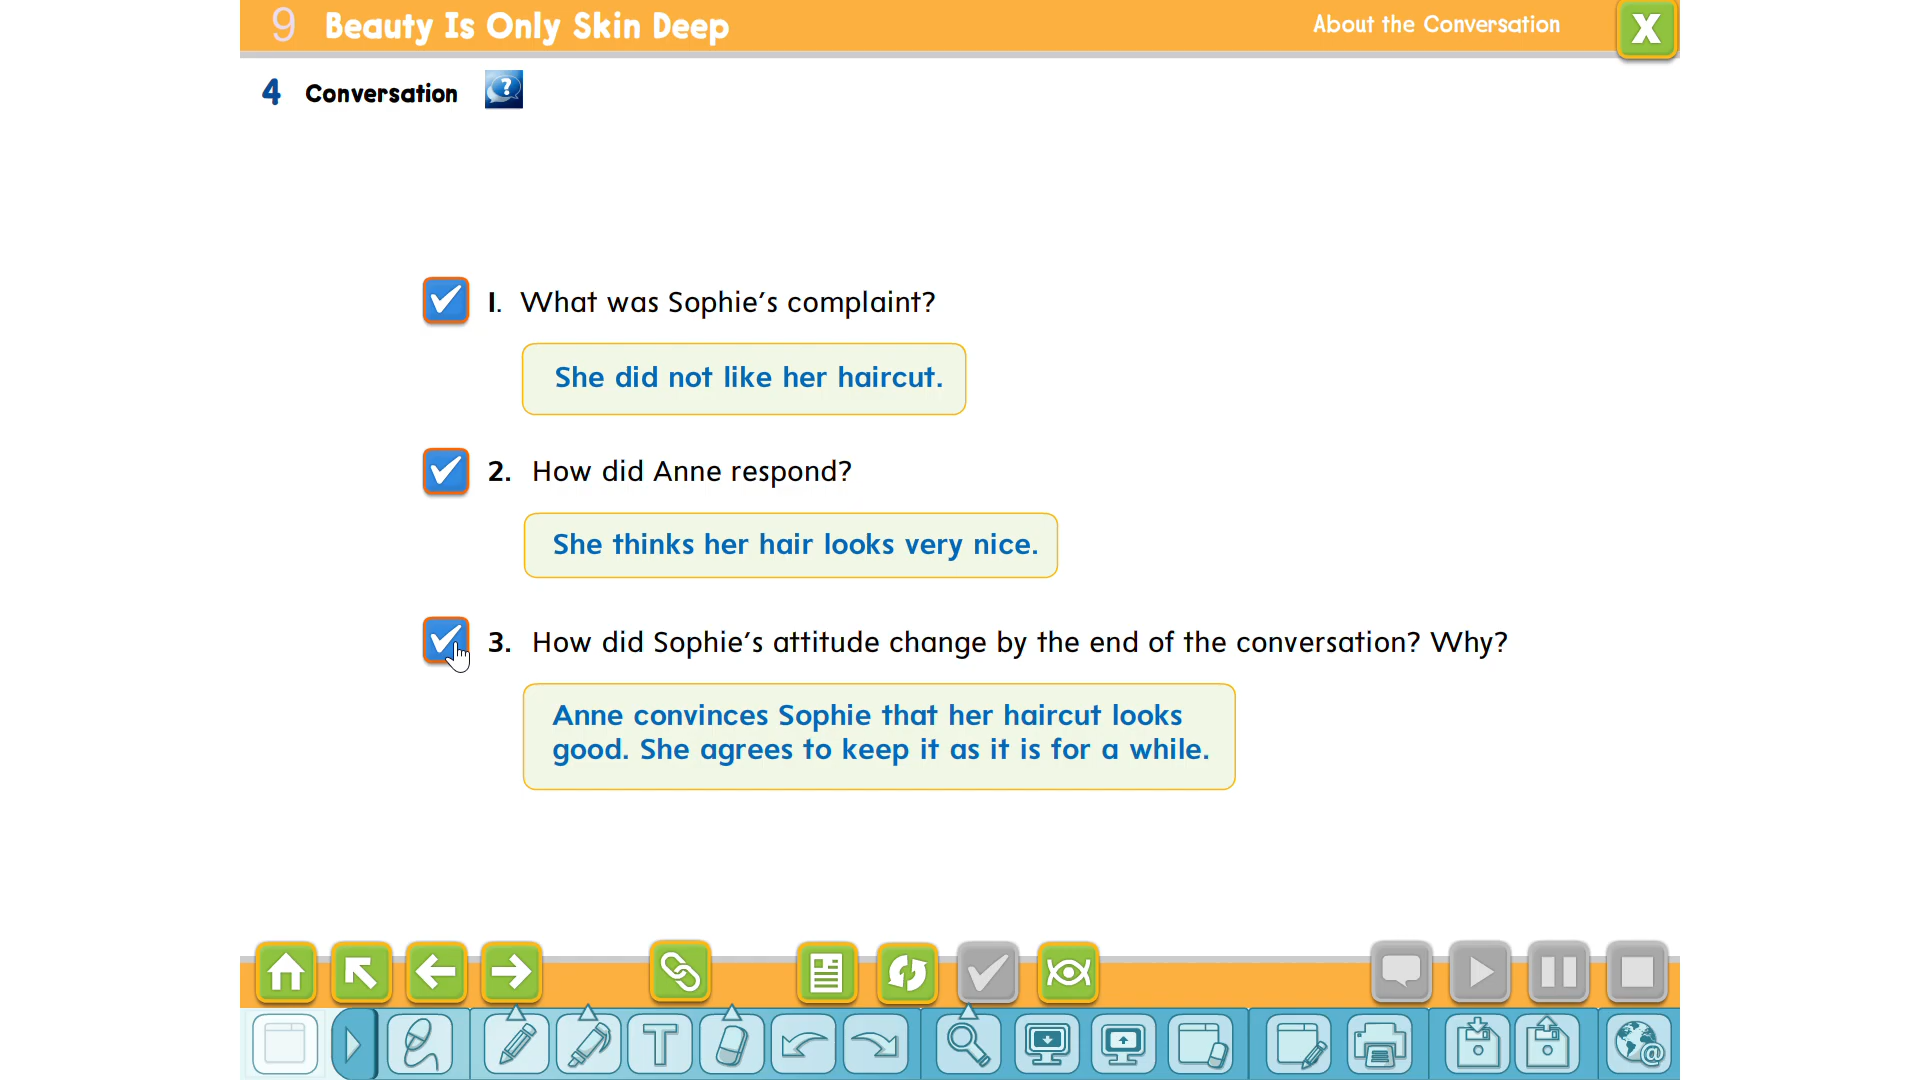 9 Beauty Is Only Skin Deep
About the Conversation
X
4 Conversation
?
1. What was Sophie's complaint?
She did not like her haircut.
2. How did Anne respond?
She thinks her hair looks very nice.
3. How did Sophie's attitude change by the end of the conversation? Why?
Anne convinces Sophie that her haircut looks
good. She agrees to keep it as it is for a while.
T
@